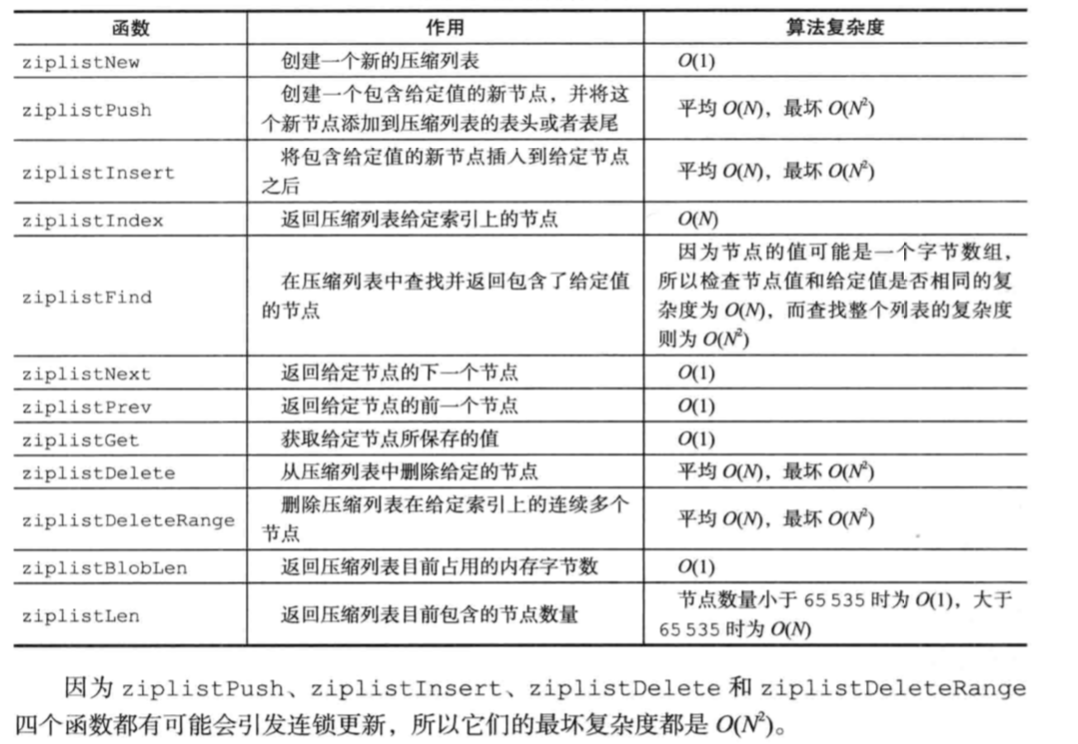 函数 作用 算法复杂度
ziplistNew 创建一个新的压缩列表 O(1)
ziplistPush 创建一个包含给定值的新节点，并将这
个新节点添加到压缩列表的表头或者表尾 平均 O(N)，最坏 O(N²)
ziplistInsert 将包含给定值的新节点插入到给定节点
之后 平均 O(N)，最坏 O(N²)
ziplistIndex 返回压缩列表给定索引上的节点 O(N)
ziplistFind 在压缩列表中查找并返回包含了给定值
的节点
因为节点的值可能是一个字节数组，
所以检查节点值和给定值是否相同的复
杂度为 O(N)，而查找整个列表的复杂度
则为 O(N²)
ziplistNext 返回给定节点的下一个节点 O(1)
ziplistPrev 返回给定节点的前一个节点 O(1)
ziplistGet 获取给定节点所保存的值 O(1)
ziplistDelete 从压缩列表中删除给定的节点 平均 O(N)，最坏 O(N²)
ziplistDeleteRange 删除压缩列表在给定索引上的连续多个
节点 平均 O(N)，最坏 O(N²)
ziplistBlobLen 返回压缩列表目前占用的内存字节数 O(1)
ziplistLen 返回压缩列表目前包含的节点数量 节点数量小于 65 535 时为 O(1)，大于
65 535 时为 O(N)
因为 ziplistPush、ziplistInsert、ziplistDelete 和 ziplistDeleteRange
四个函数都有可能会引发连锁更新，所以它们的最坏复杂度都是 O(N²)。